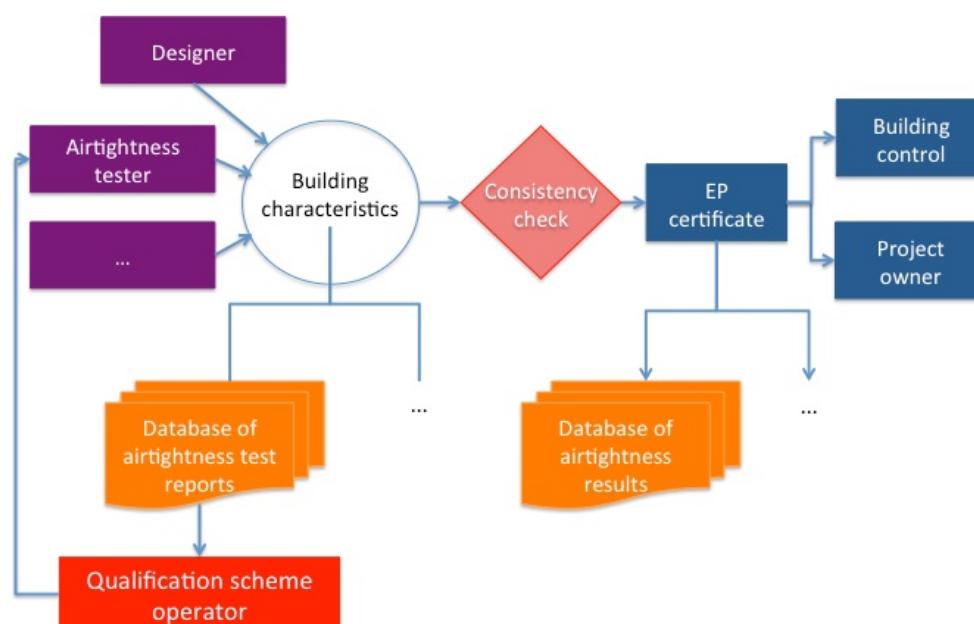 Designer
Airtightness
tester
...
Building
characteristics
Consistency
check
EP
certificate
Building
control
Project
owner
Database of
airtightness test
reports
...
Database of
airtightness
results
...
Qualification scheme
operator